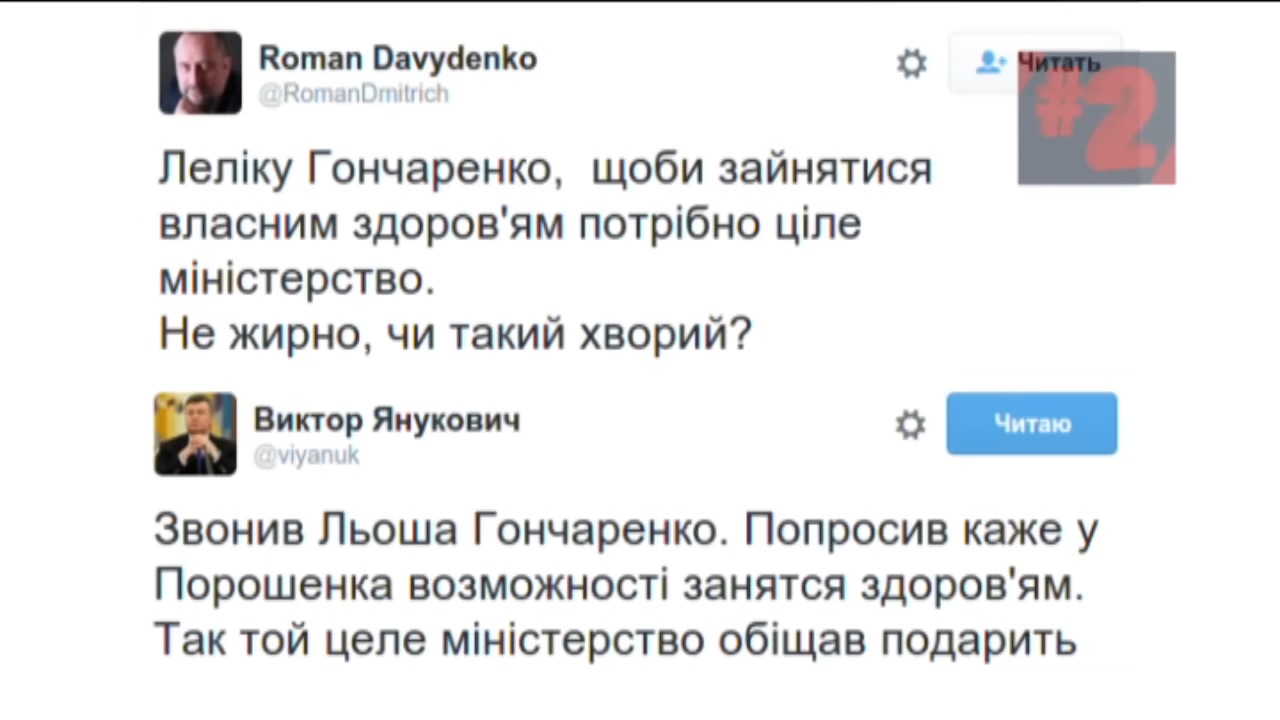 Roman Davydenko
@RomanDmitrich
Читать
#2
Леліку Гончаренко, щоби зайнятися
власним здоров'ям потрібно ціле
міністерство.
Не жирно, чи такий хворий?
Виктор Янукович
@viyanuk
Читаю
Звонив Льоша Гончаренко. Попросив каже у
Порошенка возможності занятся здоров'ям.
Так той целе міністерство обіщав подарить